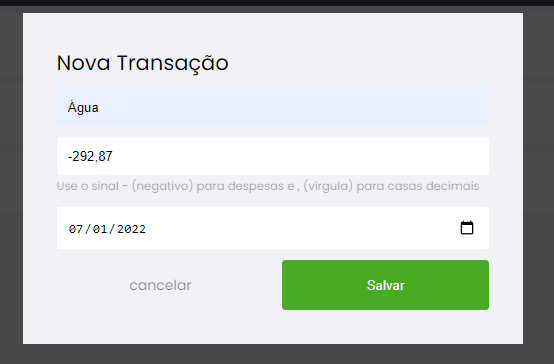 Nova Transação
Água
-292,87
Use o sinal - (negativo) para despesas e , (vírgula) para casas decimais
07/01/2022
cancelar
Salvar